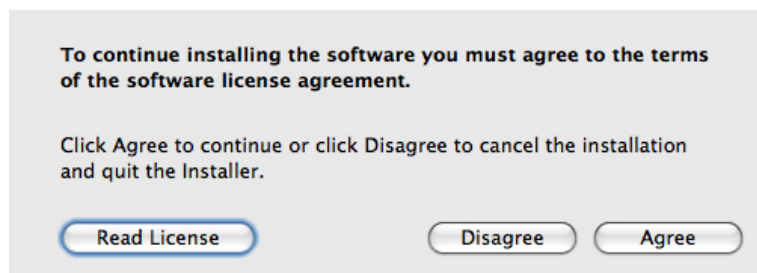 To continue installing the software you must agree to the terms
of the software license agreement.
Click Agree to continue or click Disagree to cancel the installation
and quit the Installer.
Read License Disagree Agree